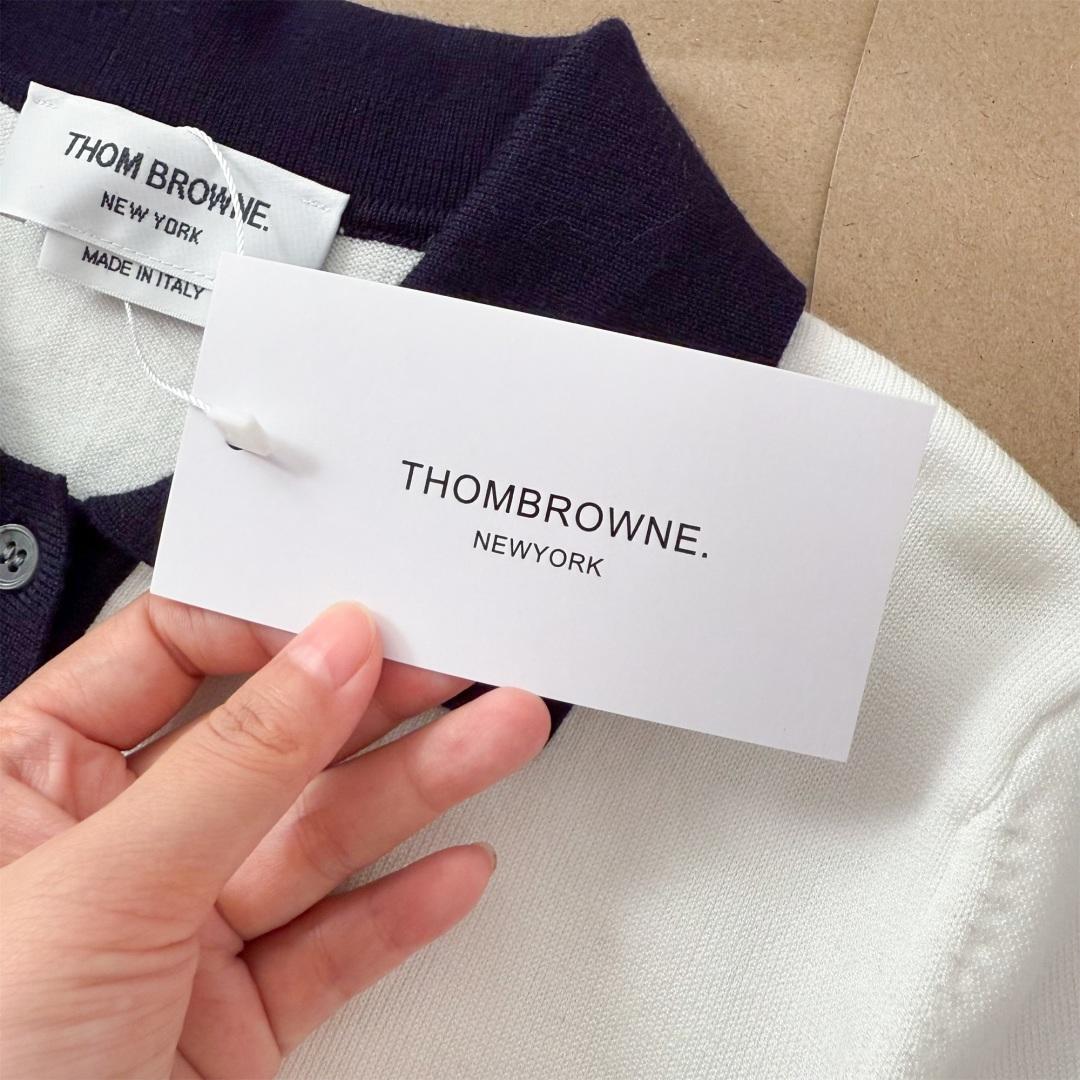 THOM BROWNE.
NEW YORK
MADE IN ITALY
THOMBROWNE.
NEWYORK